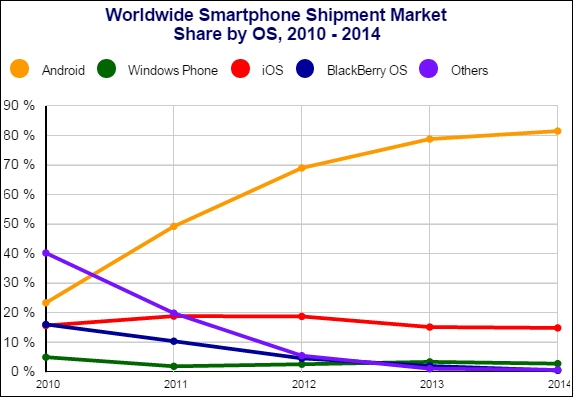 Worldwide Smartphone Shipment Market
Share by OS, 2010 - 2014
Android Windows Phone iOS BlackBerry OS Others
90 %
80 %
70 %
60 %
50 %
40 %
30 %
20 %
10 %
0 %
2010 2011 2012 2013 2014